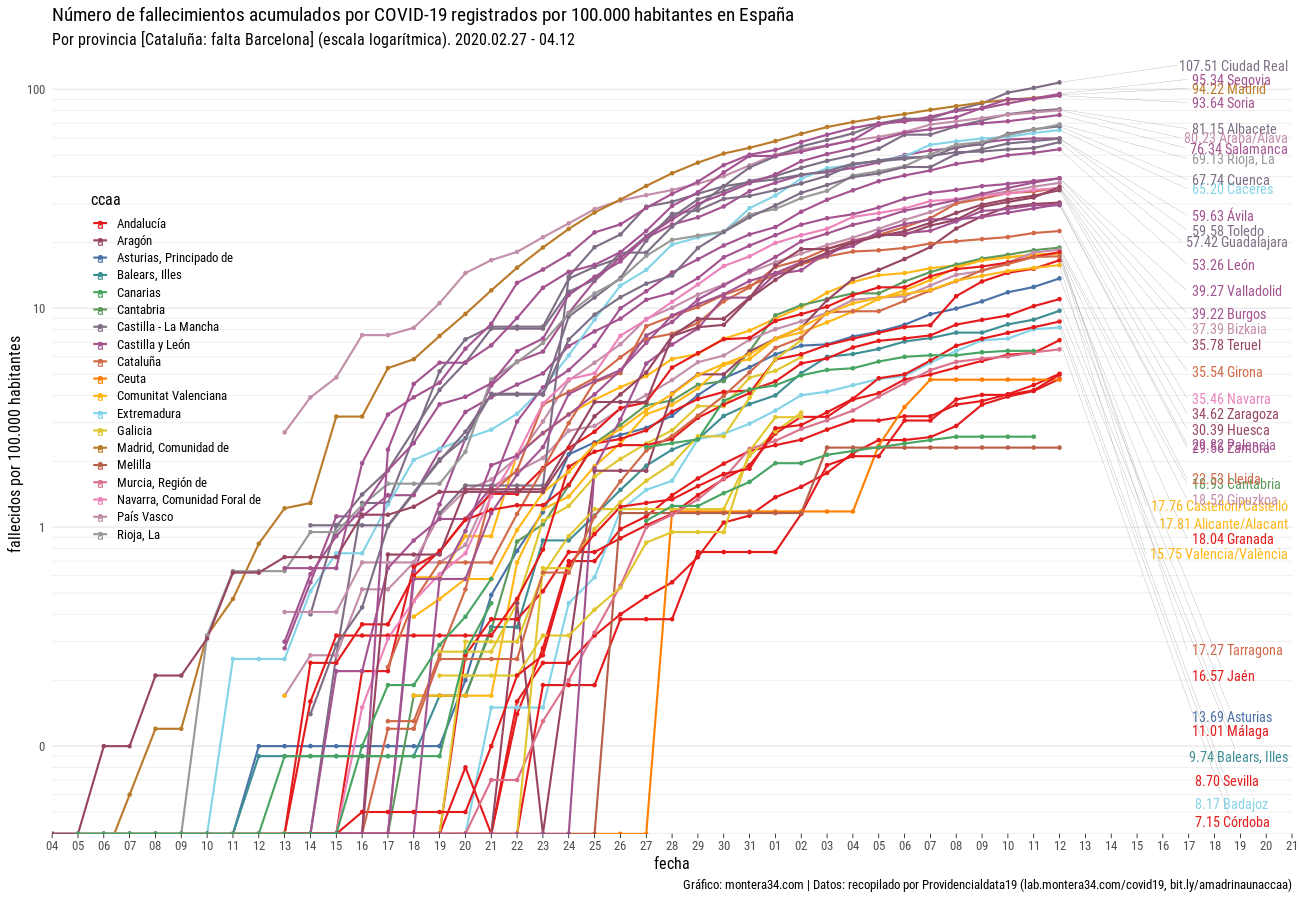 Número de fallecimientos acumulados por COVID-19 registrados por 100.000 habitantes en España
Por provincia [Cataluña: falta Barcelona] (escala logarítmica). 2020.02.27 - 04.12
fallecidos por 100.000 habitantes
100
10
1
0
ccaa
Andalucía
Aragón
Asturias, Principado de
Balears, Illes
Canarias
Cantabria
Castilla - La Mancha
Castilla y León
Cataluña
Ceuta
Comunitat Valenciana
Extremadura
Galicia
Madrid, Comunidad de
Melilla
Murcia, Región de
Navarra, Comunidad Foral de
País Vasco
Rioja, La
107.51 Ciudad Real
95.34 Segovia
94.22 Madrid
93.64 Soria
81.15 Albacete
80.23 Araba/Álava
76.34 Salamanca
69.13 Rioja, La
67.74 Cuenca
65.20 Cáceres
59.63 Ávila
59.58 Toledo
57.42 Guadalajara
53.26 León
39.27 Valladolid
39.22 Burgos
37.39 Bizkaia
35.78 Teruel
35.54 Girona
35.46 Navarra
34.62 Zaragoza
30.39 Huesca
Palencia
Zamora
22.53 Lleida
Cantabria
18.52 Gipuzkoa
17.76 Castellón/Castelló
17.81 Alicante/Alacant
18.04 Granada
15.75 Valencia/València
17.27 Tarragona
16.57 Jaén
13.69 Asturias
11.01 Málaga
9.74 Balears, Illes
8.70 Sevilla
8.17 Badajoz
7.15 Córdoba
04 05 06 07 08 09 10 11 12 13 14 15 16 17 18 19 20 21 22 23 24 25 26 27 28 29 30 31 01 02 03 04 05 06 07 08 09 10 11 12 13 14 15 16 17 18 19 20 21
fecha
Gráfico: montera34.com | Datos: recopilado por Providencialdata19 (lab.montera34.com/covid19, bit.ly/amadrinaunaccaa)